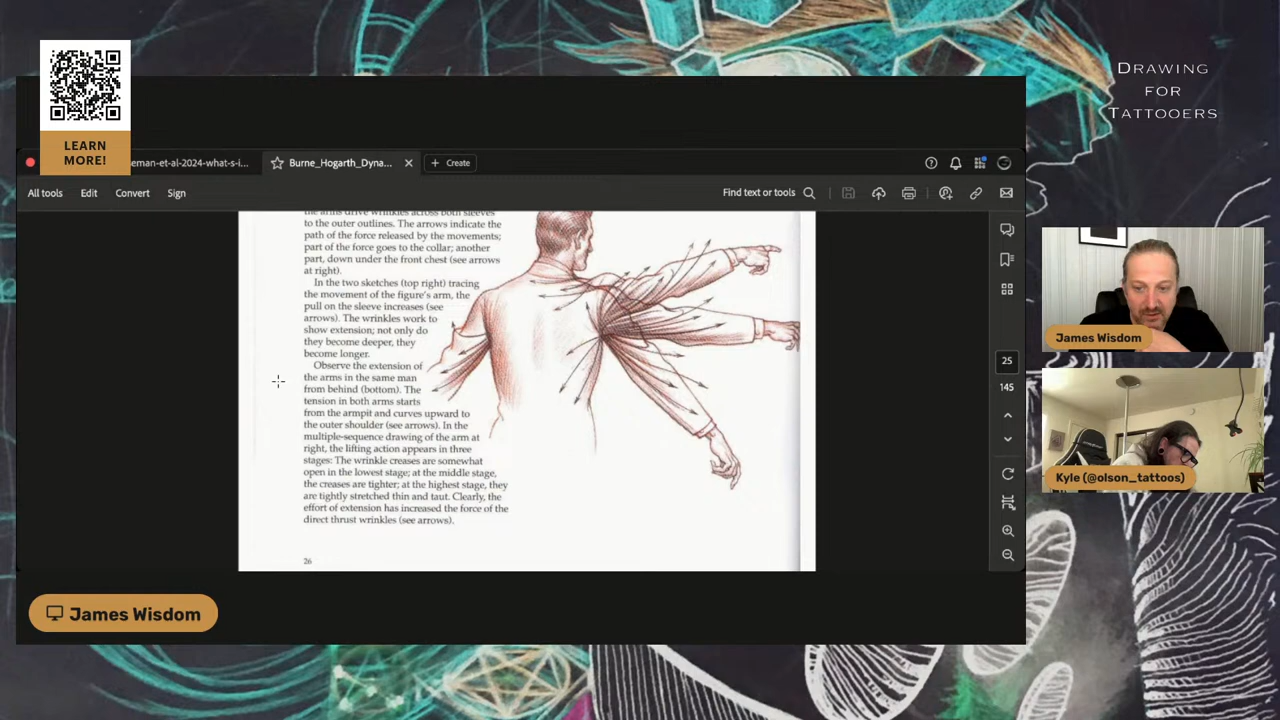 DRAWING
FOR
TATTOOERS
LEARN
MORE!
eman-et-al-2024-what-s-i...
Burne_Hogarth_Dyna...
Create
All tools
Edit
Convert
Sign
Find text or tools
the arms drive wrinkles across both sleeves
to the outer outlines. The arrows indicate the
path of the force released by the movements;
part of the force goes to the collar; another
part, down under the front chest (see arrows
at right).
In the two sketches (top right) tracing
the movement of the figure's arm, the
pull on the sleeve increases (see
arrows). The wrinkles work to
show extension; not only do
they become deeper, they
become longer.
Observe the extension of
the arms in the same man
from behind (bottom). The
tension in both arms starts
from the armpit and curves upward to
the outer shoulder (see arrows). In the
multiple-sequence drawing of the arm at
right, the lifting action appears in three
stages: The wrinkle creases are somewhat
open in the lowest stage; at the middle stage,
the creases are tighter; at the highest stage, they
are tightly stretched thin and taut. Clearly, the
effort of extension has increased the force of the
direct thrust wrinkles (see arrows).
26
25
145
James Wisdom
Kyle (@olson_tattoos)
James Wisdom